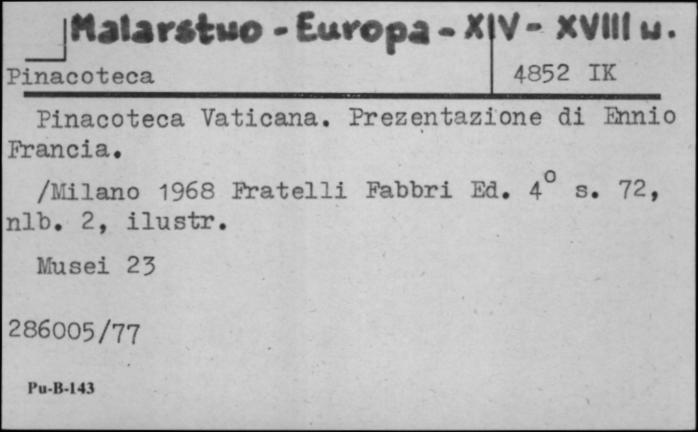 Malarstwo - Europa - XIV - XVIII w.
Pinacoteca 4852 IK
Pinacoteca Vaticana. Prezentazione di Ennio
Francia.
/Milano 1968 Fratelli Fabbri Ed. 4° s. 72,
nlb. 2, ilustr.
Musei 23
286005/77
Pu-B-143